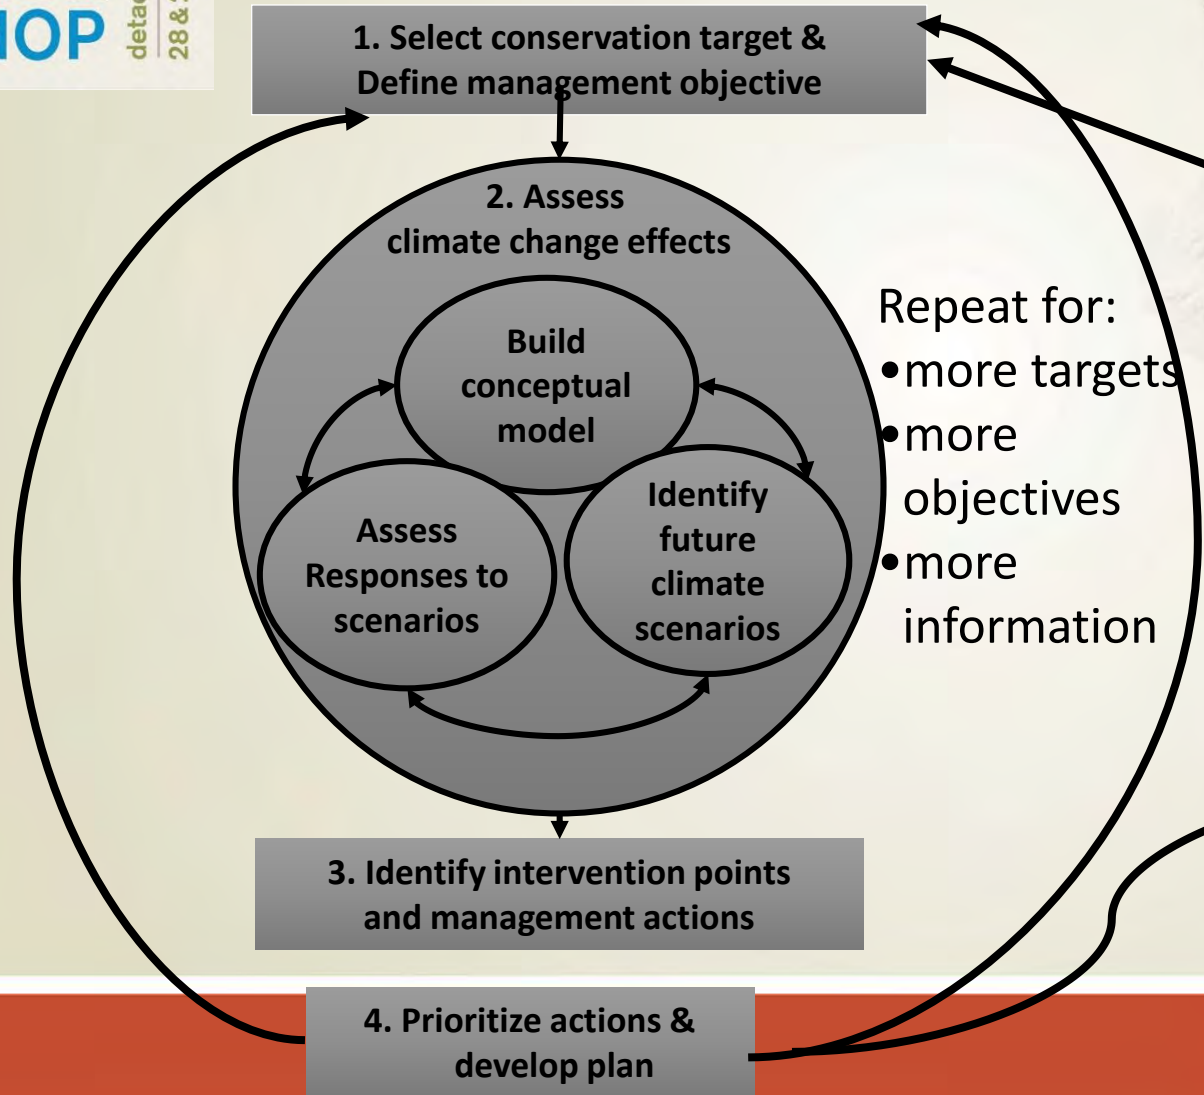 HOP
28 &
1. Select conservation target &
Define management objective
2. Assess
climate change effects
Build
conceptual
model
Assess
Responses to
scenarios
Identify
future
climate
scenarios
Repeat for:
•more targets
•more
objectives
•more
information
3. Identify intervention points
and management actions
4. Prioritize actions &
develop plan